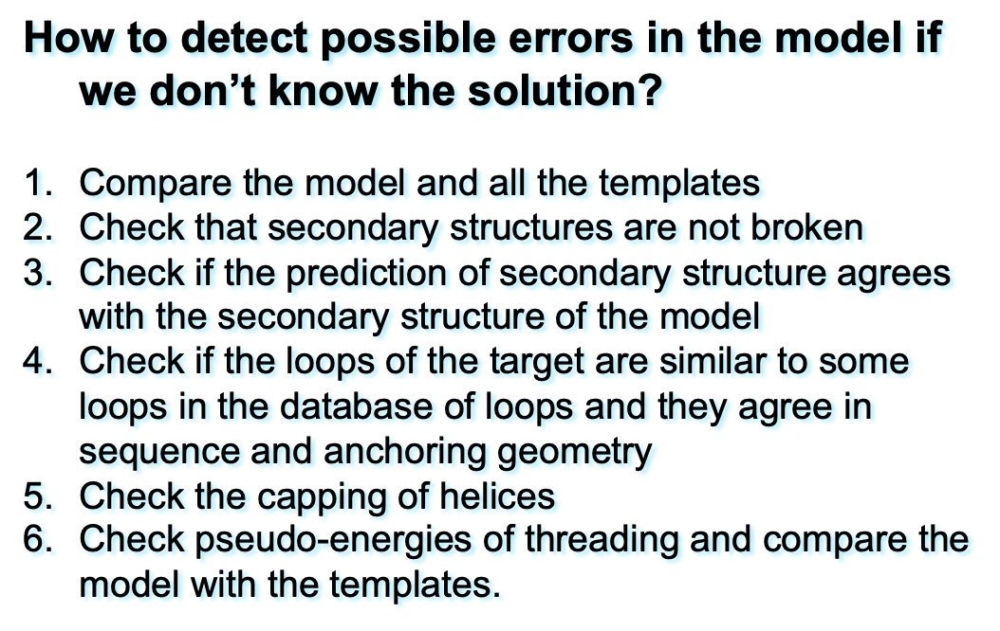 How to detect possible errors in the model if
we don’t know the solution?
1. Compare the model and all the templates
2. Check that secondary structures are not broken
3. Check if the prediction of secondary structure agrees
with the secondary structure of the model
4. Check if the loops of the target are similar to some
loops in the database of loops and they agree in
sequence and anchoring geometry
5. Check the capping of helices
6. Check pseudo-energies of threading and compare the
model with the templates.